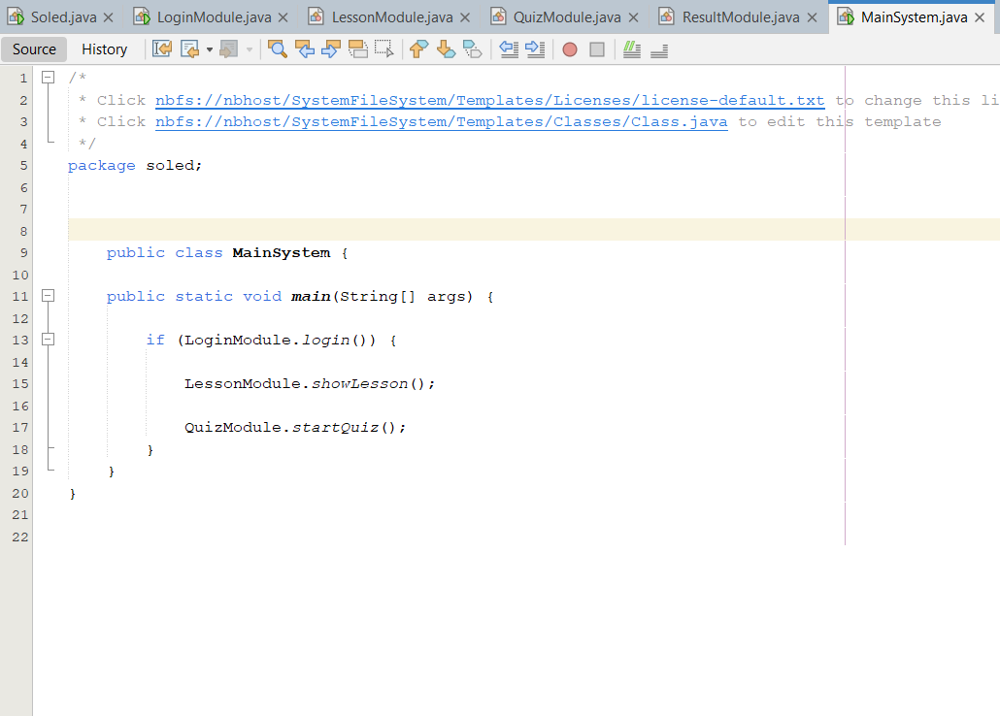 Soled.java LoginModule.java LessonModule.java QuizModule.java ResultModule.java MainSystem.java
Source History
1 /*
2 * Click nbfs://nbhost/SystemFileSystem/Templates/Licenses/license-default.txt to change this li
3 * Click nbfs://nbhost/SystemFileSystem/Templates/Classes/Class.java to edit this template
4 */
5 package soled;
6
7
8
9 public class MainSystem {
10
11 public static void main(String[] args) {
12
13 if (LoginModule.login()) {
14
15 LessonModule.showLesson();
16
17 QuizModule.startQuiz();
18 }
19 }
20 }
21
22